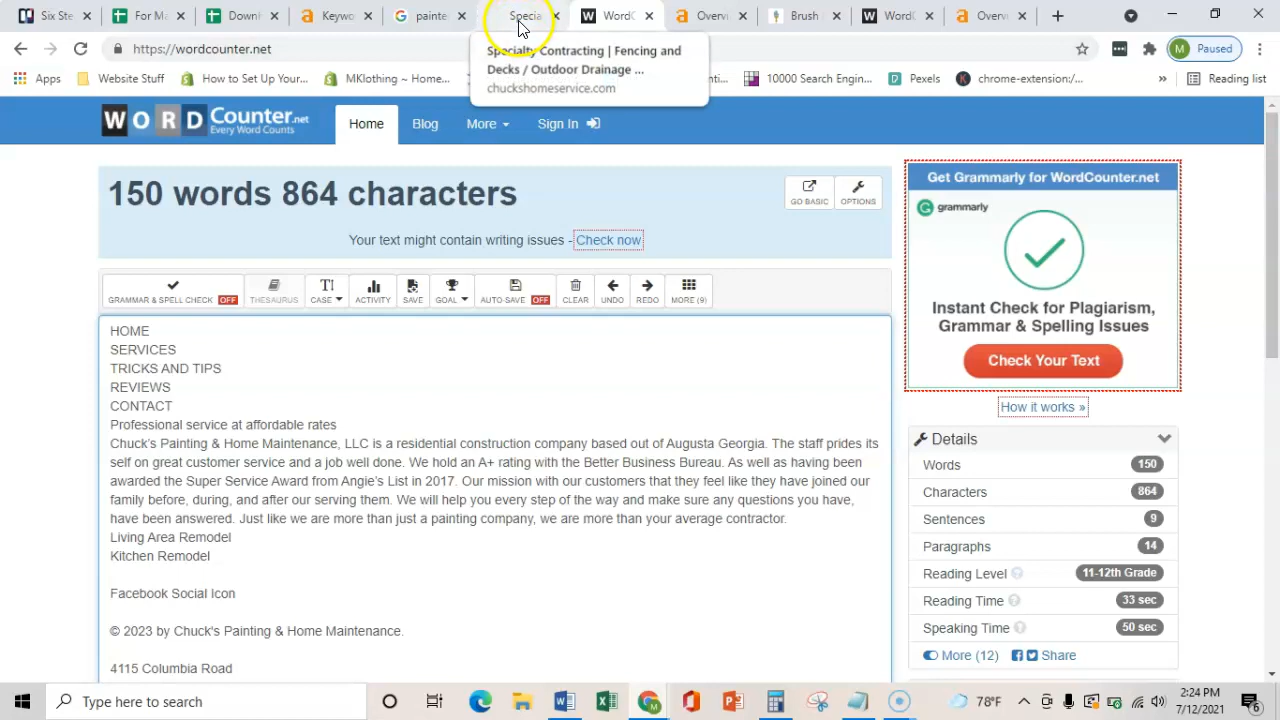 Six Ste
For Ma
Downl
Keywo
painte
Specia
WordC
Overv
Brust
Word
Overv
https://wordcounter.net
M Paused
Specialty Contracting | Fencing and
Decks / Outdoor Drainage ...
chuckshomeservice.com
Apps
Website Stuff
How to Set Up Your...
MKlothing ~ Home...
nti...
10000 Search Engin...
Pexels
chrome-extension:/...
»
Reading list
WORD Counter.net
Every Word Counts
Home
Blog
More
Sign In
150 words 864 characters
GO BASIC
OPTIONS
Your text might contain writing issues - Check now
GRAMMAR & SPELL CHECK OFF
THESAURUS
CASE
ACTIVITY
SAVE
GOAL
AUTO-SAVE OFF
CLEAR
UNDO
REDO
MORE (9)
HOME
SERVICES
TRICKS AND TIPS
REVIEWS
CONTACT
Professional service at affordable rates
Chuck's Painting & Home Maintenance, LLC is a residential construction company based out of Augusta Georgia. The staff prides its
self on great customer service and a job well done. We hold an A+ rating with the Better Business Bureau. As well as having been
awarded the Super Service Award from Angie's List in 2017. Our mission with our customers that they feel like they have joined our
family before, during, and after our serving them. We will help you every step of the way and make sure any questions you have,
have been answered. Just like we are more than just a painting company, we are more than your average contractor.
Living Area Remodel
Kitchen Remodel
Facebook Social Icon
© 2023 by Chuck's Painting & Home Maintenance.
4115 Columbia Road
Get Grammarly for WordCounter.net
grammarly
Instant Check for Plagiarism,
Grammar & Spelling Issues
Check Your Text
How it works »
Details
Words 150
Characters 864
Sentences 9
Paragraphs 14
Reading Level 11-12th Grade
Reading Time 33 sec
Speaking Time 50 sec
More (12) Share
Type here to search
78°F
2:24 PM
7/12/2021
6